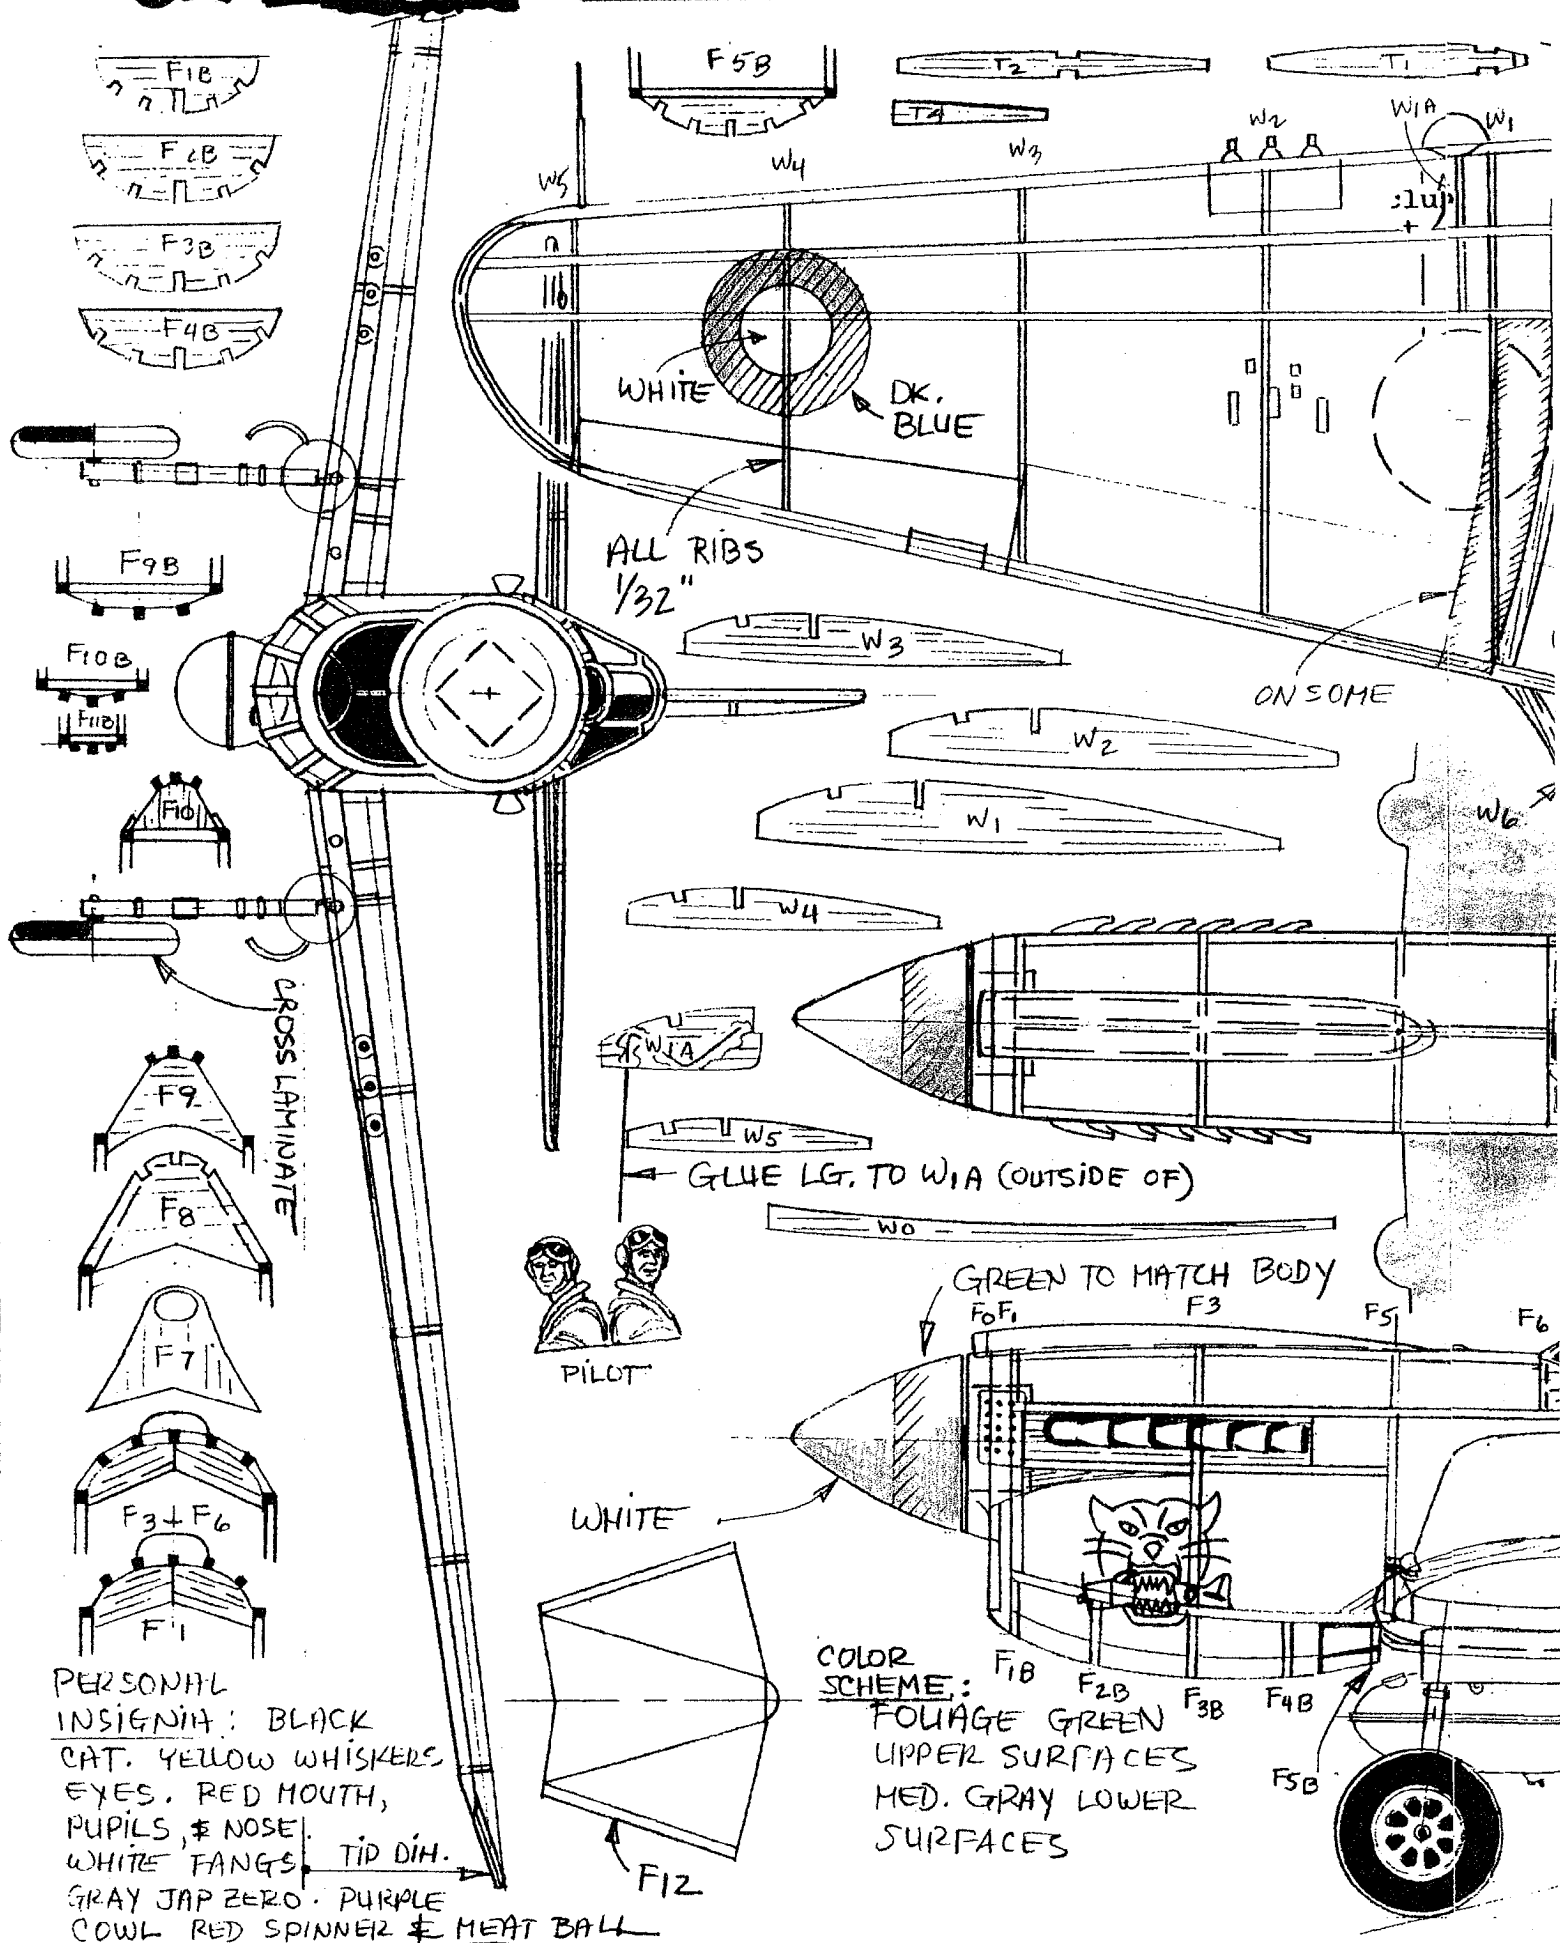 F1B
F2B
F3B
F4B
F5B
T2
T1
T4
W5
W4
W3
W2
W1A
W1
WHITE
DK.
BLUE
ALL RIBS
1/32"
F9B
F10B
F11B
F10
W3
ON SOME
W2
W1
W6
W4
CROSS LAMINATE
W1A
W5
GLUE LG. TO W1A (OUTSIDE OF)
W0
F9
F8
F7
F3 + F6
F1
PILOT
GREEN TO MATCH BODY
F0 F1
F3
F5
F6
WHITE
F1B
F2B
F3B
F4B
F5B
F12
COLOR
SCHEME:
FOLIAGE GREEN
UPPER SURFACES
MED. GRAY LOWER
SURFACES
PERSONAL
INSIGNIA: BLACK
CAT. YELLOW WHISKERS
EYES. RED MOUTH,
PUPILS, & NOSE.
WHITE FANGS
GRAY JAP ZERO. PURPLE
COWL RED SPINNER & MEAT BALL
TIP DIH.